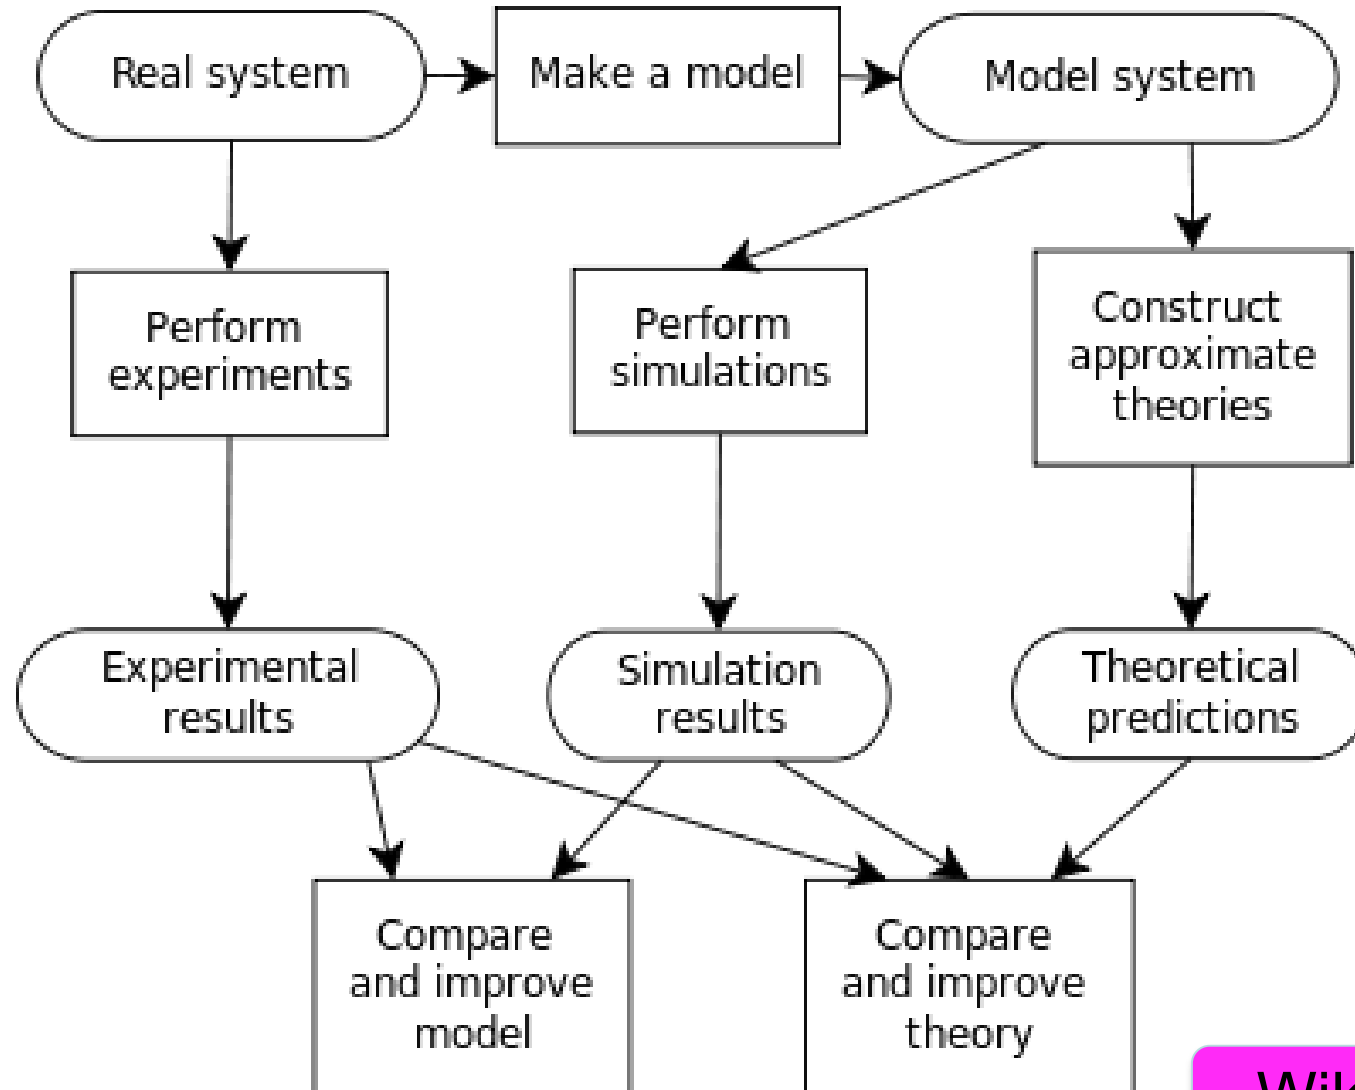 Real system
Make a model
Model system
Perform
experiments
Perform
simulations
Construct
approximate
theories
Experimental
results
Simulation
results
Theoretical
predictions
Compare
and improve
model
Compare
and improve
theory